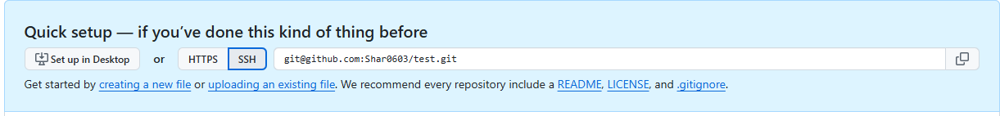 Quick setup — if you’ve done this kind of thing before
Set up in Desktop or HTTPS SSH git@github.com:Shar0603/test.git
Get started by creating a new file or uploading an existing file. We recommend every repository include a README, LICENSE, and .gitignore.